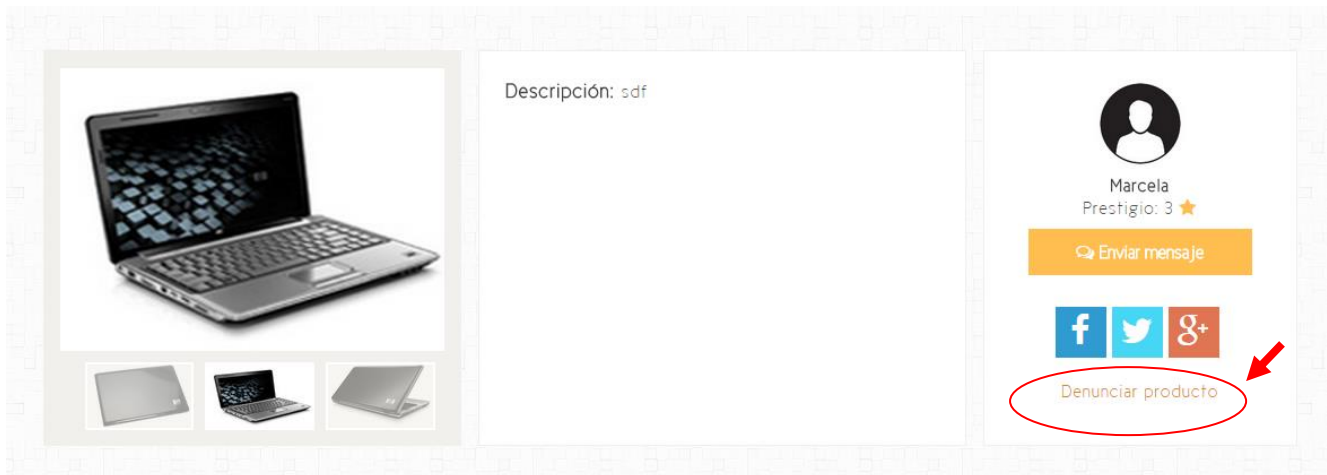 Descripción: sdf
Marcela
Prestigio: 3
Enviar mensaje
f g+
Denunciar producto